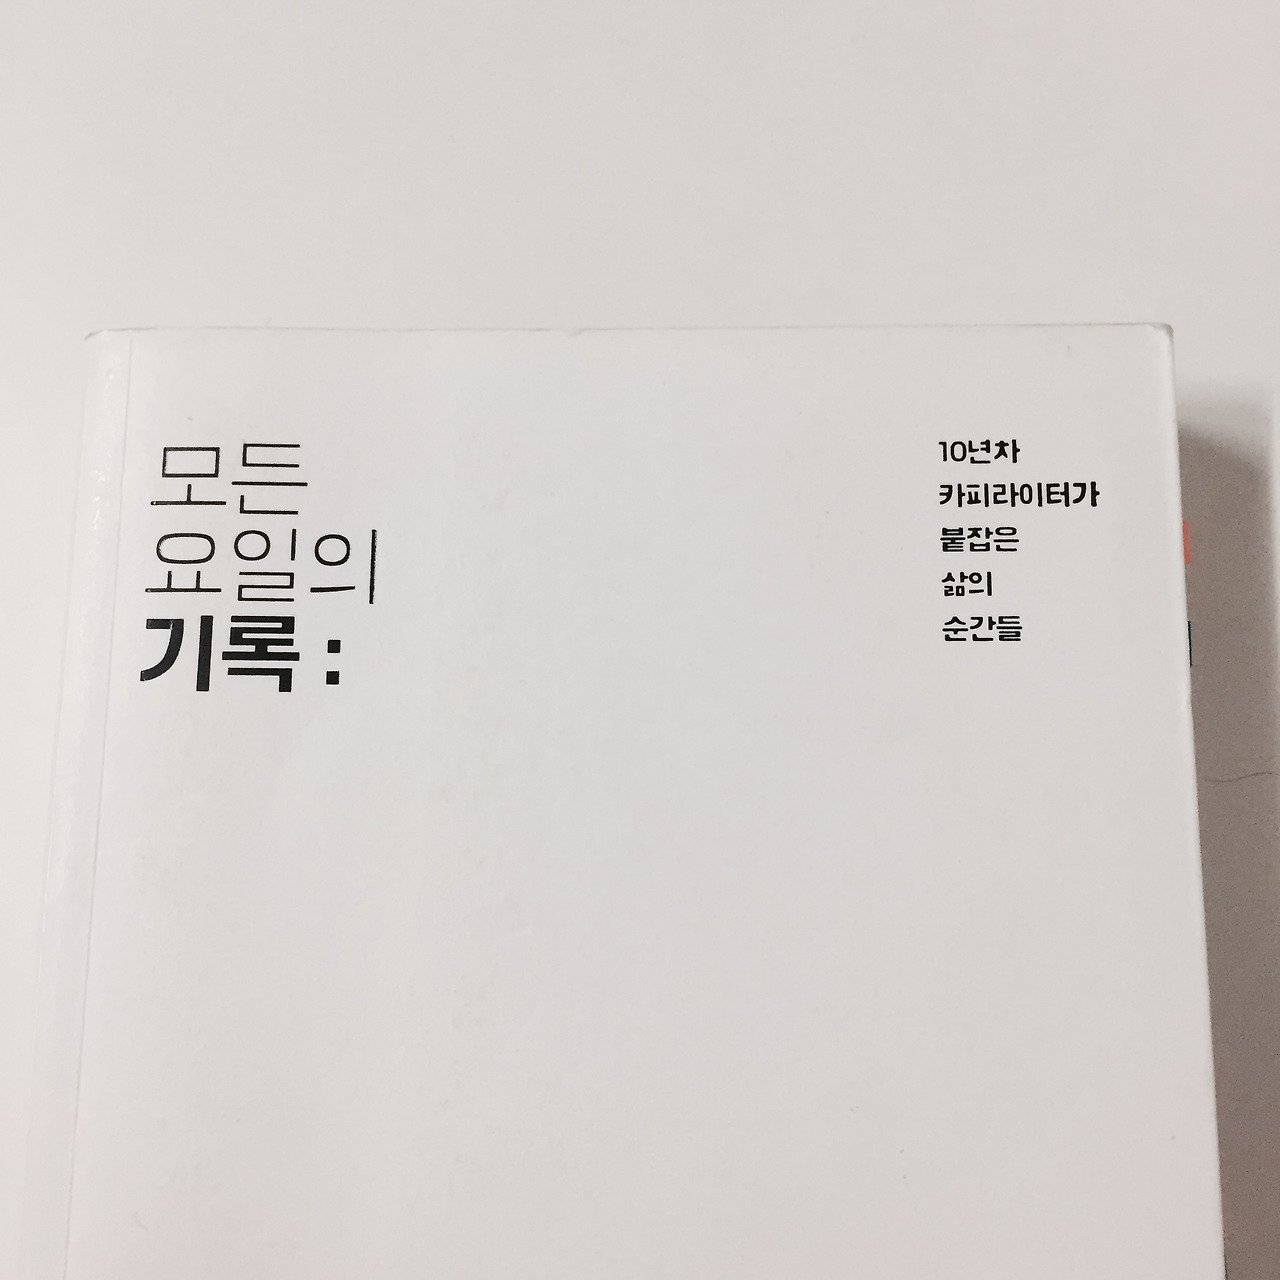 모든
요일의
기록 :
10년차
카피라이터가
붙잡은
삶의
순간들